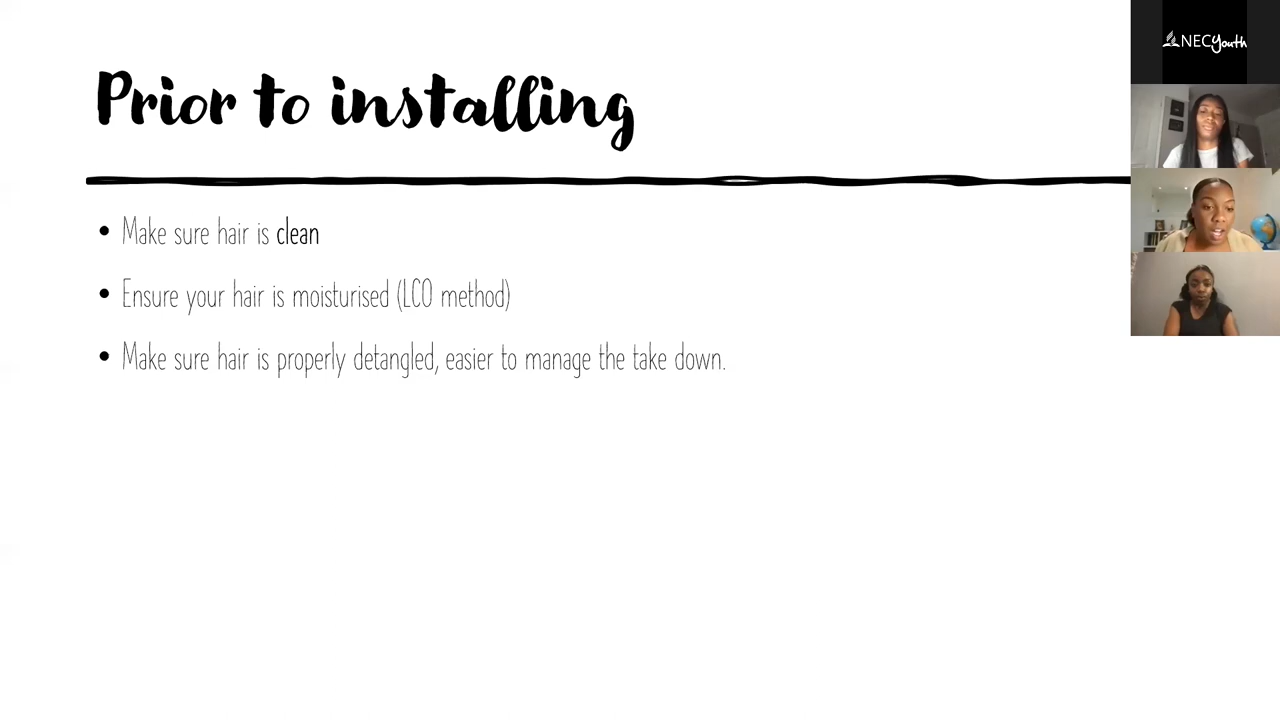 Prior to installing
• Make sure hair is clean
• Ensure your hair is moisturised (LCO method)
• Make sure hair is properly detangled, easier to manage the take down.
NECyouth